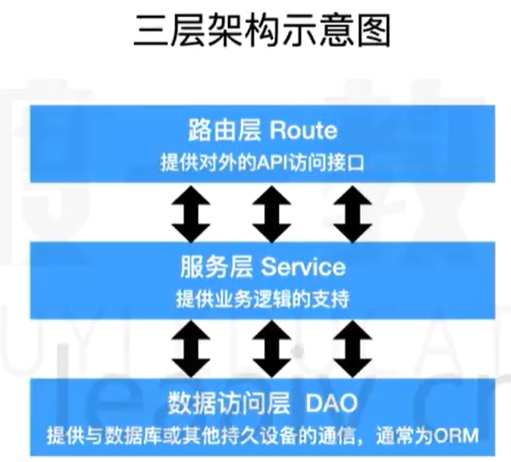 三层架构示意图
路由层 Route
提供对外的API访问接口
服务层 Service
提供业务逻辑的支持
数据访问层 DAO
提供与数据库或其他持久设备的通信，通常为ORM